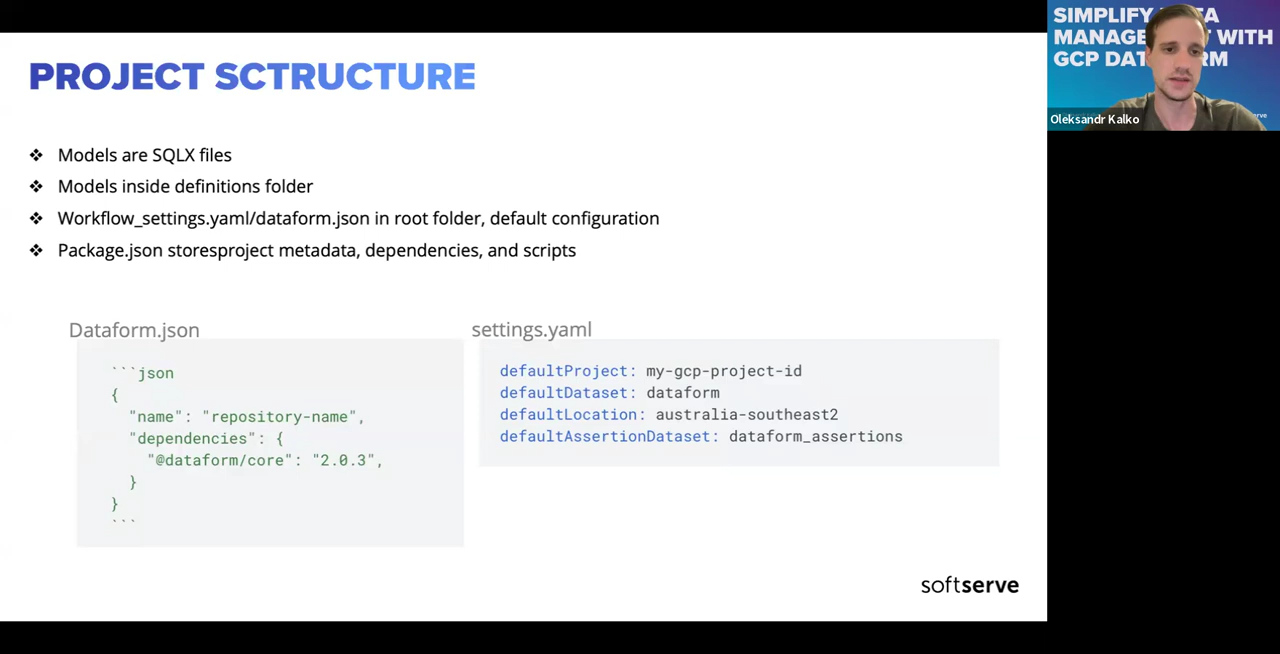 PROJECT SCTRUCTURE
❖ Models are SQLX files
❖ Models inside definitions folder
❖ Workflow_settings.yaml/dataform.json in root folder, default configuration
❖ Package.json storesproject metadata, dependencies, and scripts
Dataform.json
```json
{
"name": "repository-name",
"dependencies": {
"@dataform/core": "2.0.3",
}
}
```
settings.yaml
defaultProject: my-gcp-project-id
defaultDataset: dataform
defaultLocation: australia-southeast2
defaultAssertionDataset: dataform_assertions
softserve
SIMPLIFY
WITH
GCP
Oleksandr Kalko